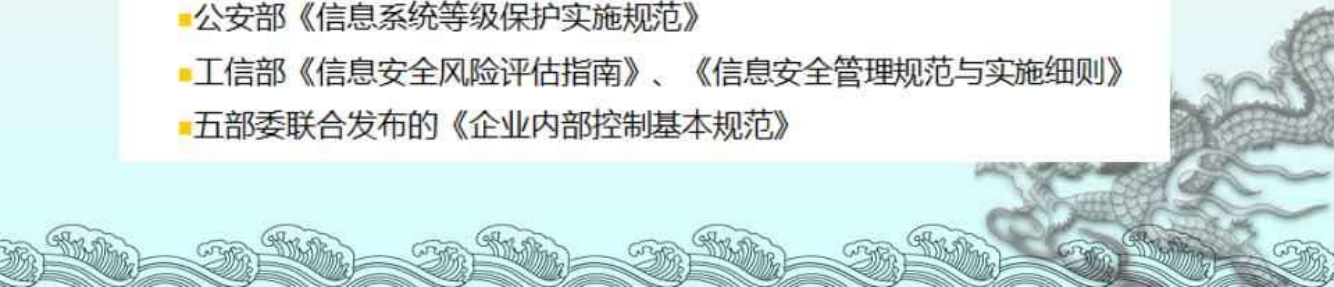 ▪公安部《信息系统等级保护实施规范》
▪工信部《信息安全风险评估指南》、《信息安全管理规范与实施细则》
▪五部委联合发布的《企业内部控制基本规范》